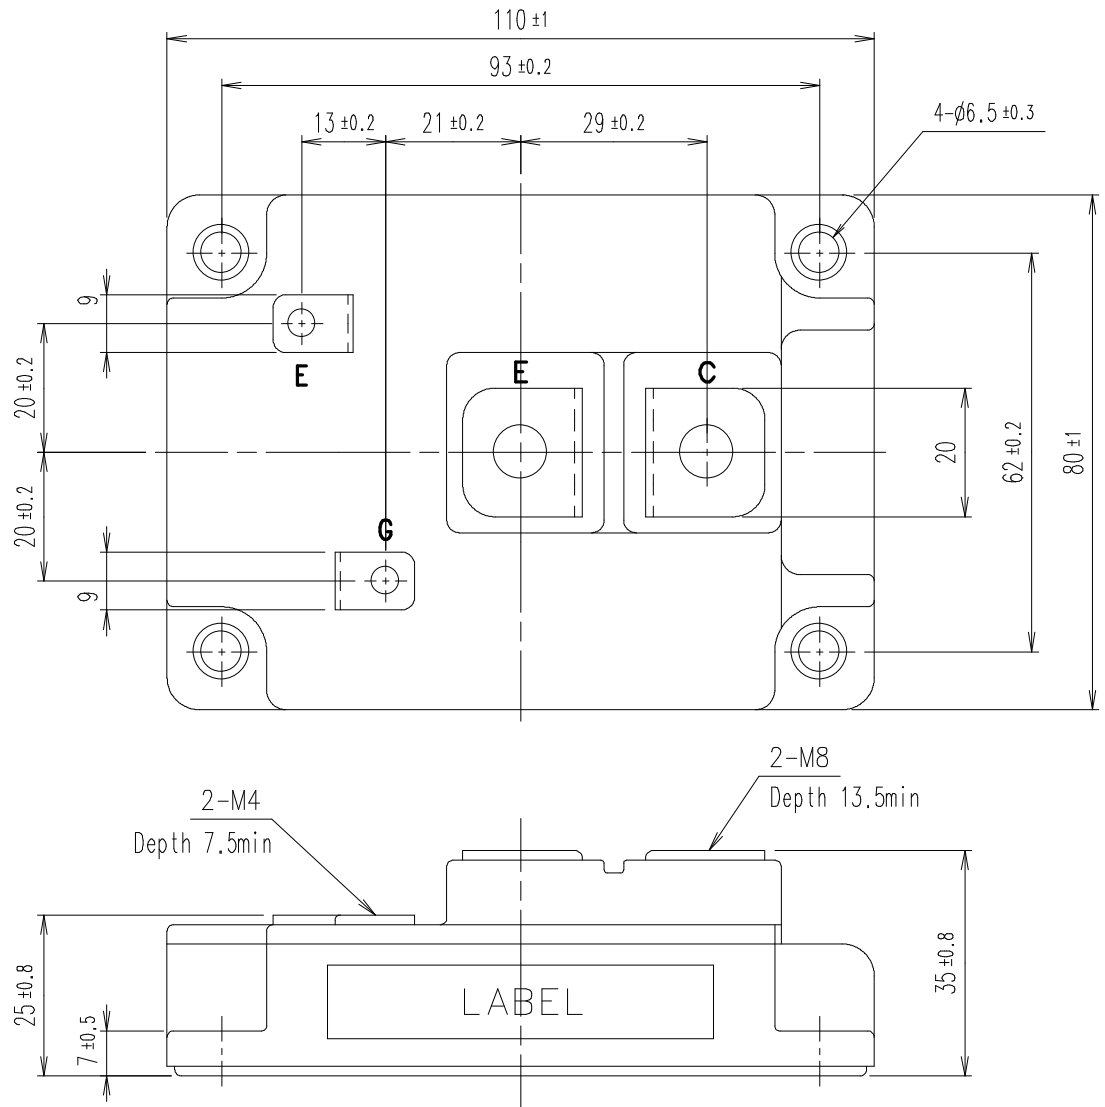 110 ±1
93 ±0.2
13 ±0.2
21 ±0.2
29 ±0.2
4-ø6.5 ±0.3
9
E
E
C
20 ±0.2
20
62 ±0.2
80 ±1
20 ±0.2
G
9
2-M8
Depth 13.5min
2-M4
Depth 7.5min
35 ±0.8
25 ±0.8
LABEL
7 ±0.5